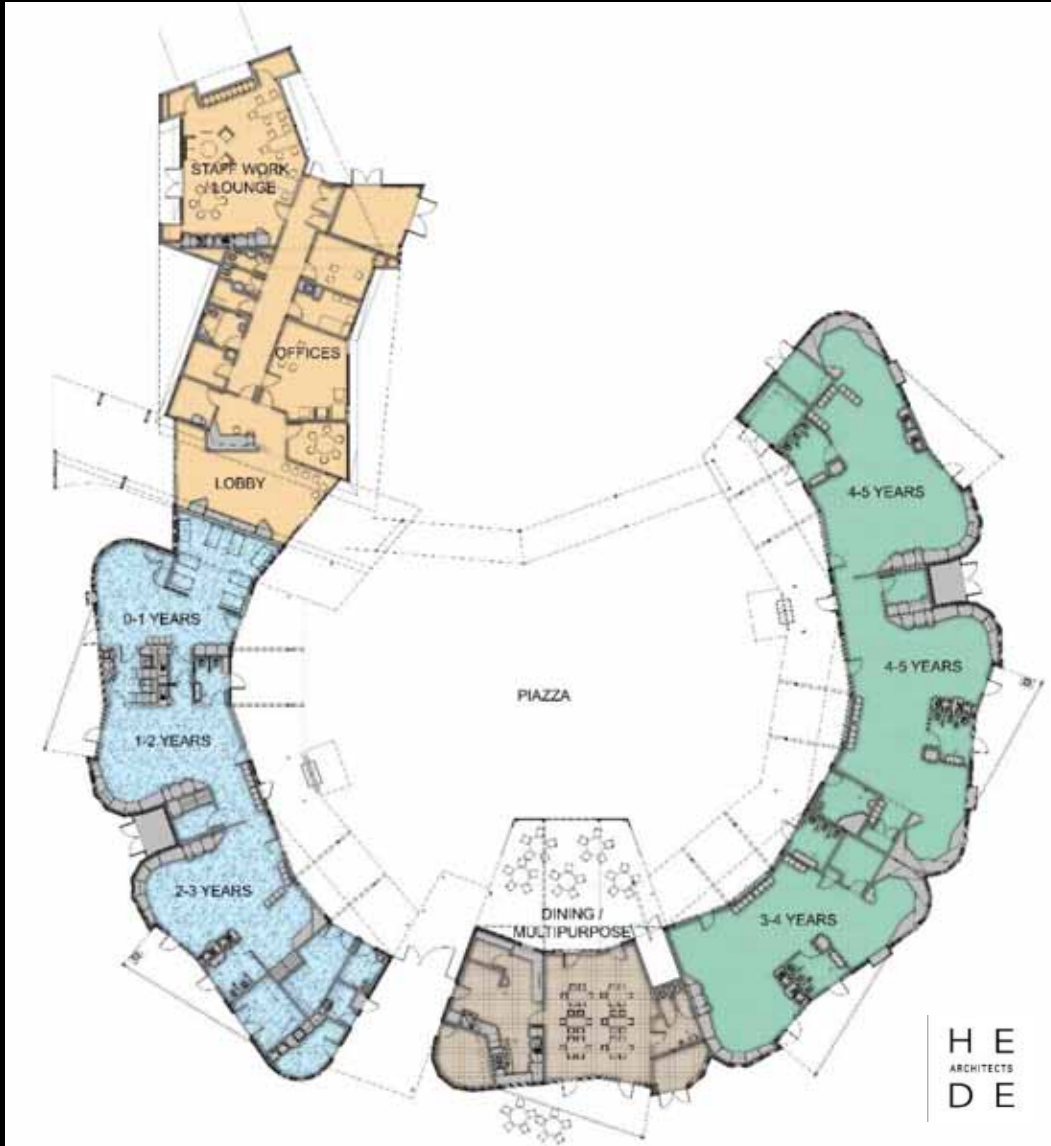 STAFF WORK
/ LOUNGE
OFFICES
LOBBY
4-5 YEARS
0-1 YEARS
4-5 YEARS
PIAZZA
1-2 YEARS
2-3 YEARS
DINING /
MULTIPURPOSE
3-4 YEARS
H E
ARCHITECTS
D E